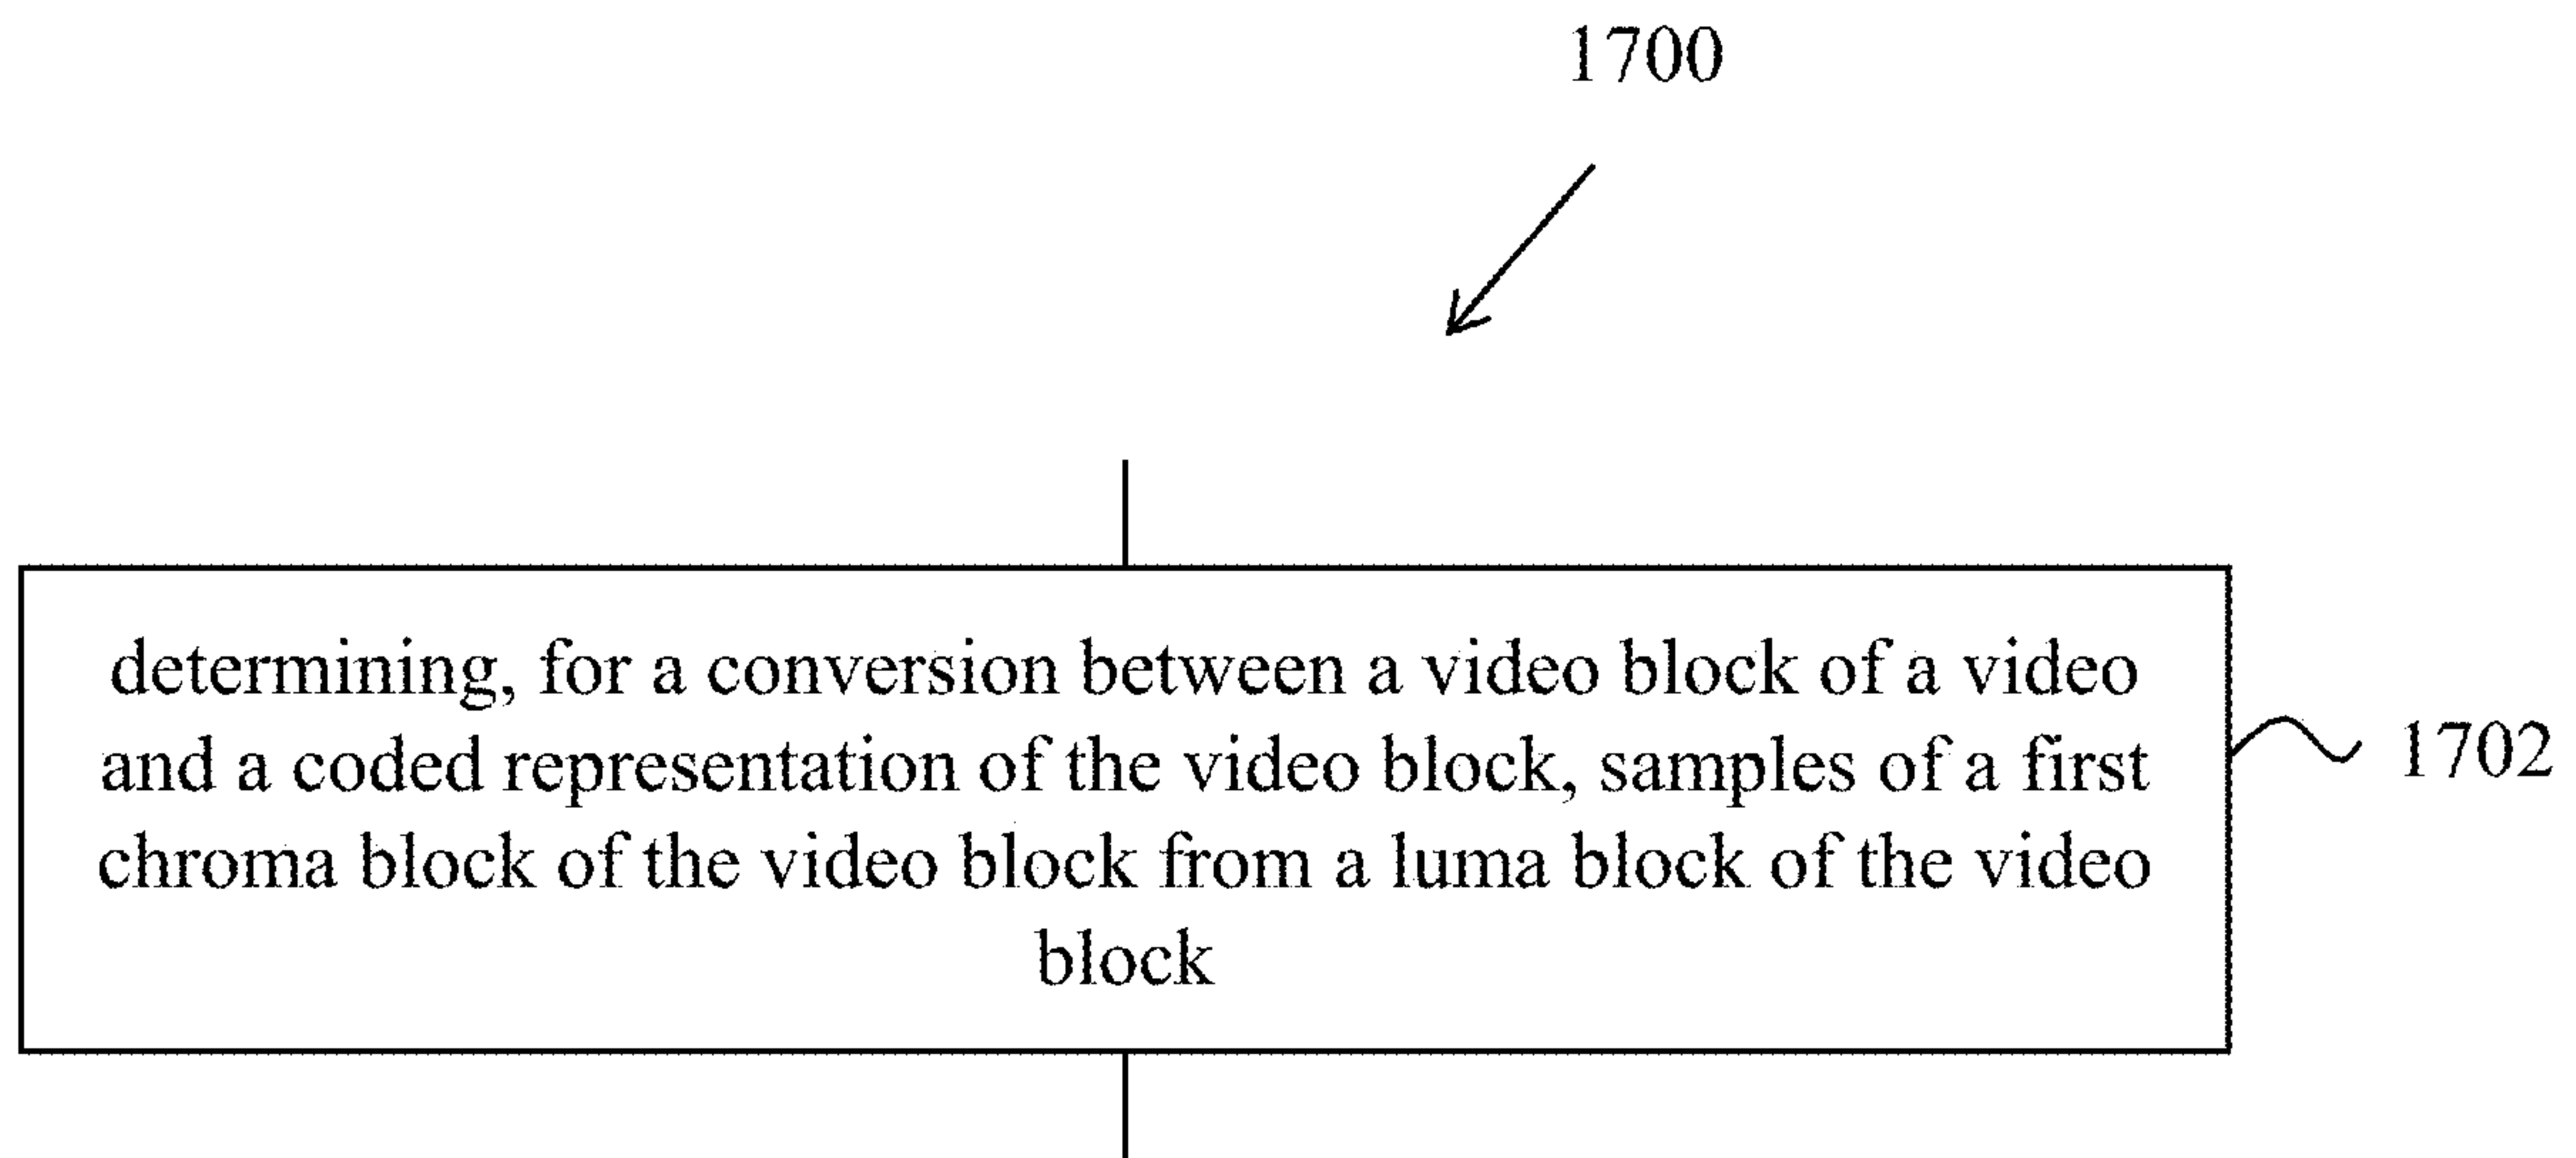 1700
determining, for a conversion between a video block of a video
and a coded representation of the video block, samples of a first
chroma block of the video block from a luma block of the video
block
1702